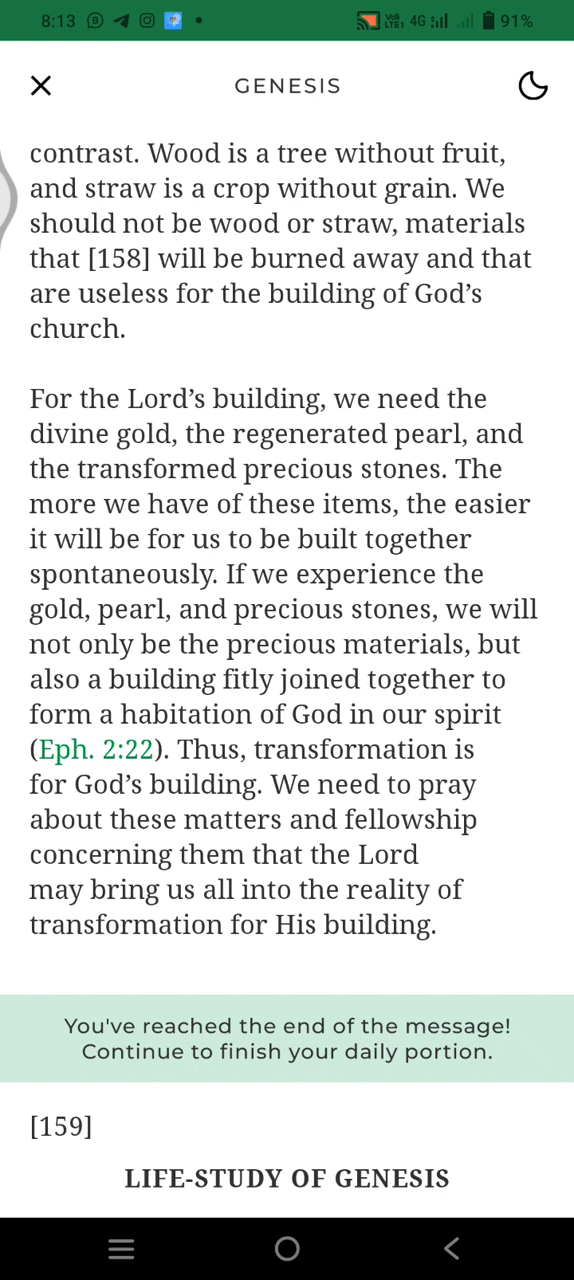 8:13
VoD
LTE1 4G
91%
GENESIS
contrast. Wood is a tree without fruit,
and straw is a crop without grain. We
should not be wood or straw, materials
that [158] will be burned away and that
are useless for the building of God’s
church.
For the Lord’s building, we need the
divine gold, the regenerated pearl, and
the transformed precious stones. The
more we have of these items, the easier
it will be for us to be built together
spontaneously. If we experience the
gold, pearl, and precious stones, we will
not only be the precious materials, but
also a building fitly joined together to
form a habitation of God in our spirit
(Eph. 2:22). Thus, transformation is
for God’s building. We need to pray
about these matters and fellowship
concerning them that the Lord
may bring us all into the reality of
transformation for His building.
You've reached the end of the message!
Continue to finish your daily portion.
[159]
LIFE-STUDY OF GENESIS